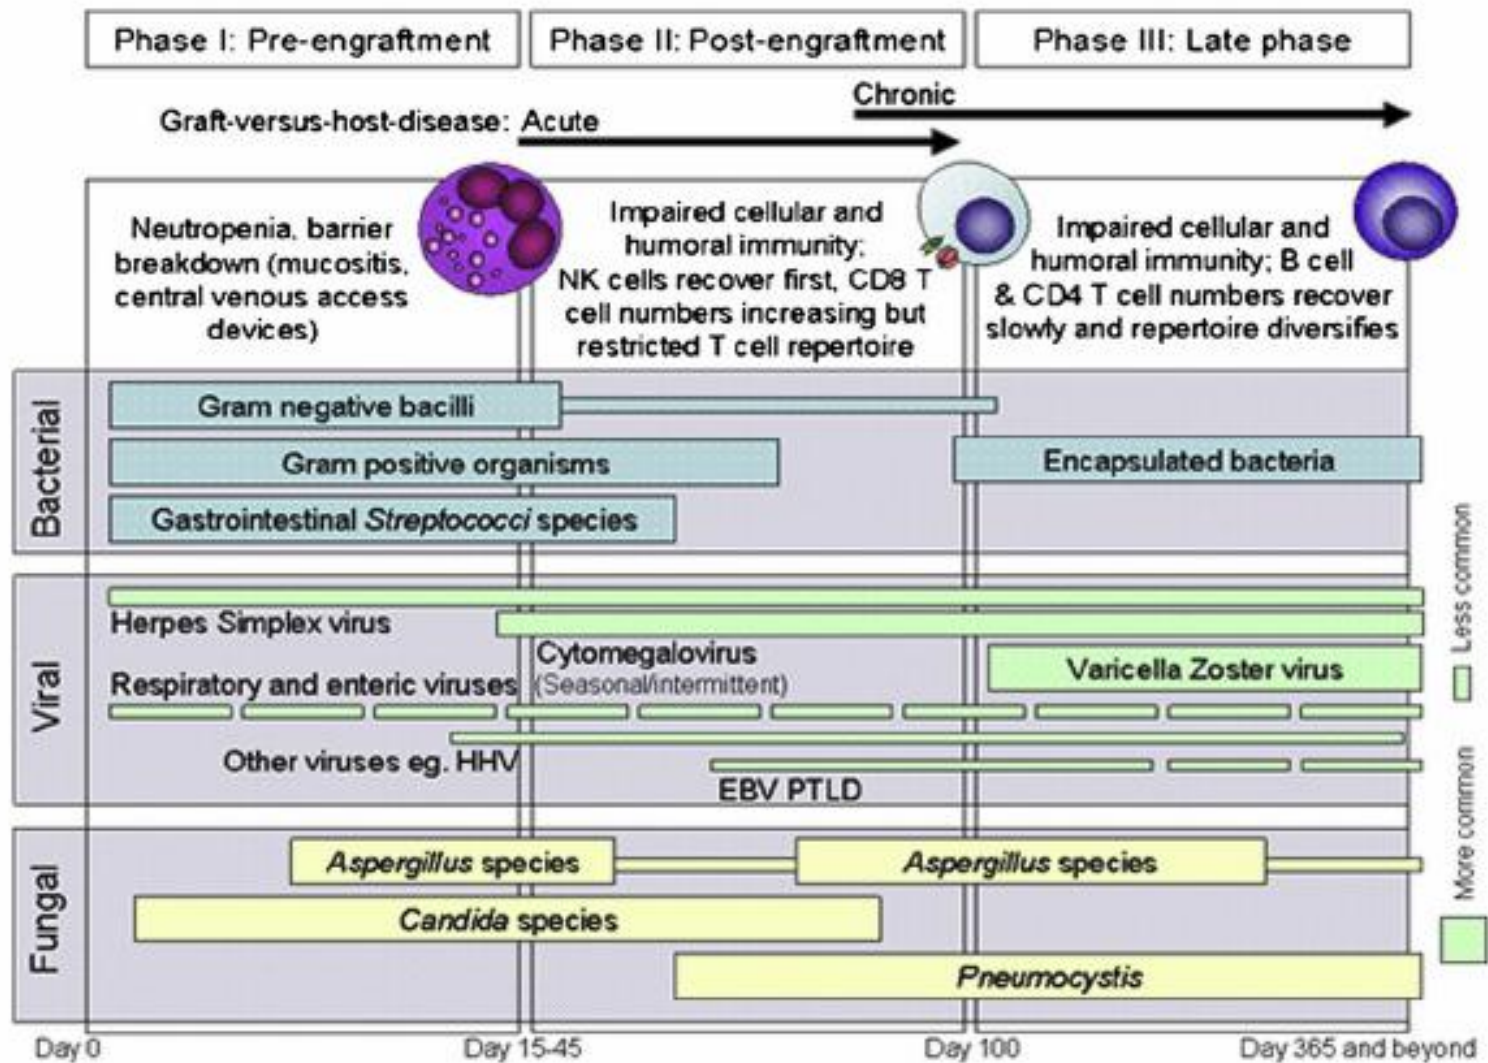 Phase I: Pre-engraftment
Phase II: Post-engraftment
Phase III: Late phase
Chronic
Graft-versus-host-disease: Acute
Neutropenia, barrier
breakdown (mucositis,
central venous access
devices)
Impaired cellular and
humoral immunity;
NK cells recover first, CD8 T
cell numbers increasing but
restricted T cell repertoire
Impaired cellular and
humoral immunity; B cell
& CD4 T cell numbers recover
slowly and repertoire diversifies
Bacterial
Gram negative bacilli
Gram positive organisms
Encapsulated bacteria
Gastrointestinal Streptococci species
Viral
Herpes Simplex virus
Cytomegalovirus
Varicella Zoster virus
Respiratory and enteric viruses
(Seasonal/intermittent)
Other viruses eg. HHV
EBV PTLD
Fungal
Aspergillus species
Aspergillus species
Candida species
Pneumocystis
Less common
More common
Day 0
Day 15-45
Day 100
Day 365 and beyond